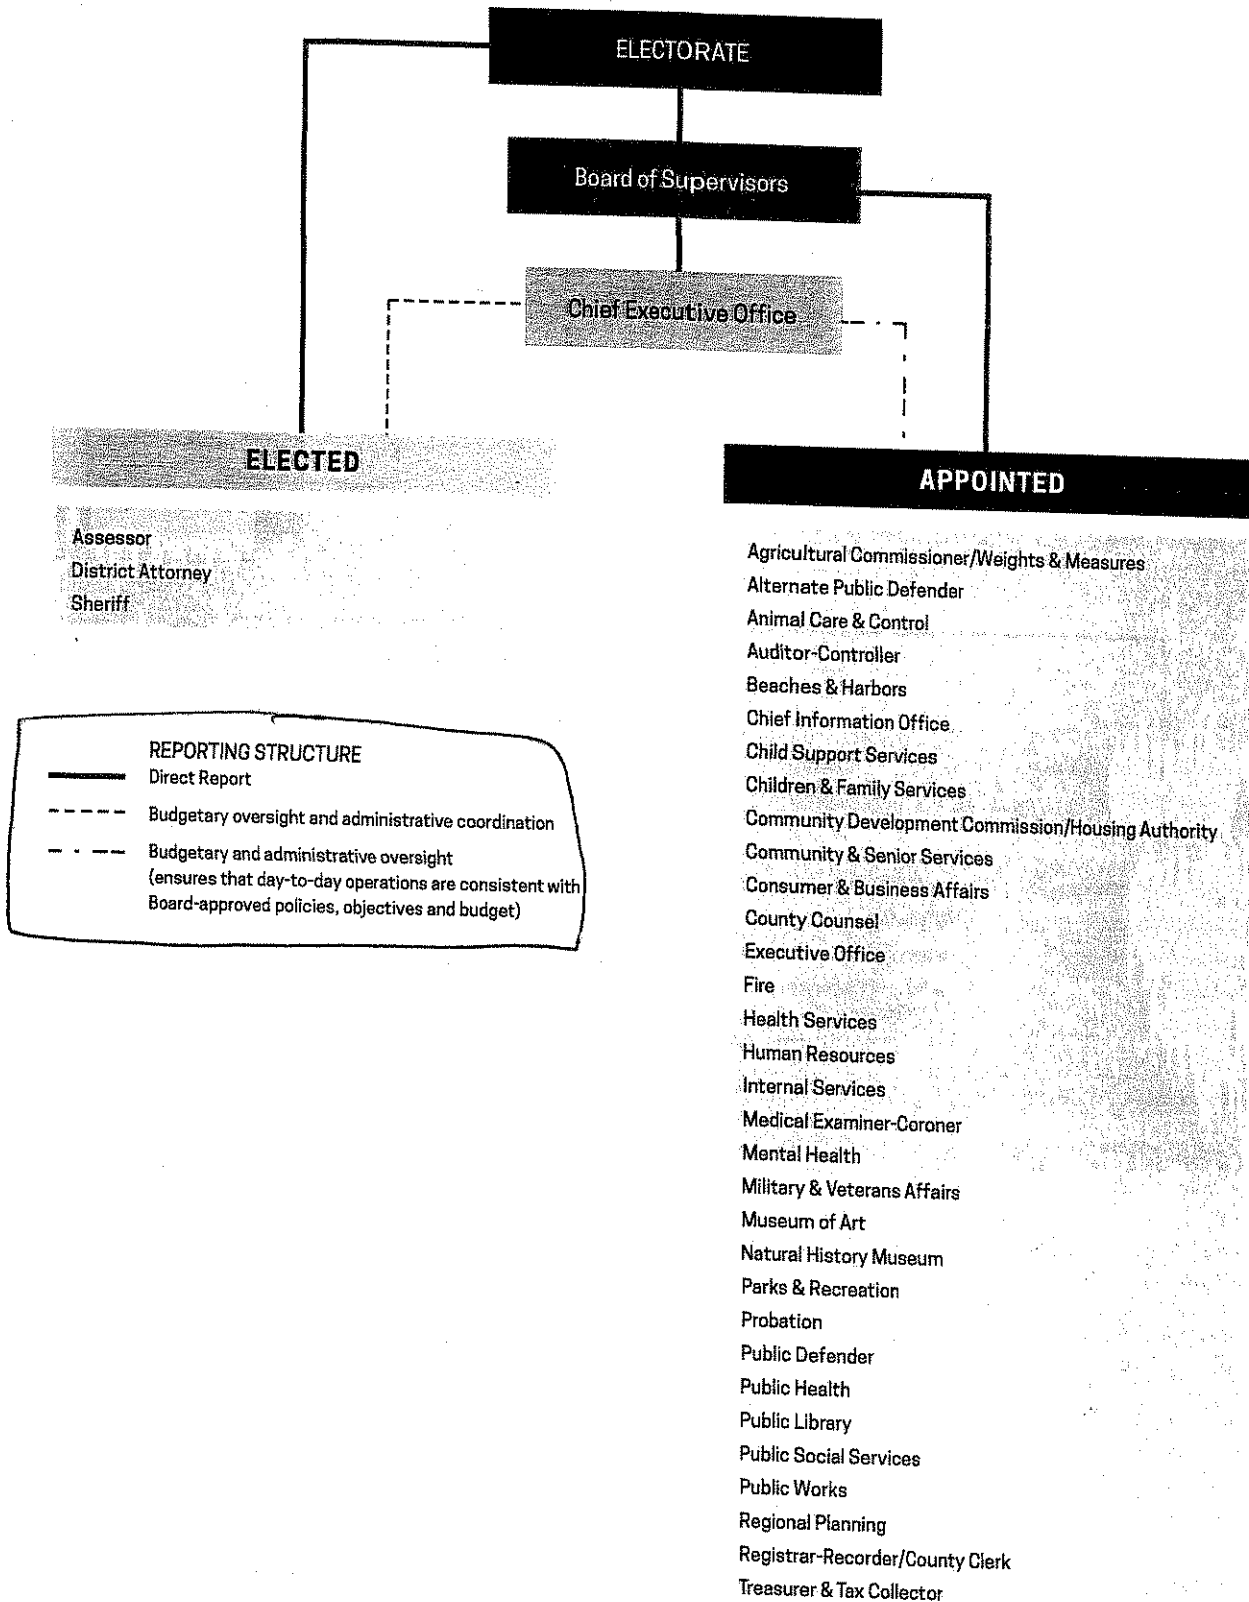 ELECTORATE
Board of Supervisors
Chief Executive Office
ELECTED
Assessor
District Attorney
Sheriff
REPORTING STRUCTURE
Direct Report
Budgetary oversight and administrative coordination
Budgetary and administrative oversight
(ensures that day-to-day operations are consistent with
Board-approved policies, objectives and budget)
APPOINTED
Agricultural Commissioner/Weights & Measures
Alternate Public Defender
Animal Care & Control
Auditor-Controller
Beaches & Harbors
Chief Information Office
Child Support Services
Children & Family Services
Community Development Commission/Housing Authority
Community & Senior Services
Consumer & Business Affairs
County Counsel
Executive Office
Fire
Health Services
Human Resources
Internal Services
Medical Examiner-Coroner
Mental Health
Military & Veterans Affairs
Museum of Art
Natural History Museum
Parks & Recreation
Probation
Public Defender
Public Health
Public Library
Public Social Services
Public Works
Regional Planning
Registrar-Recorder/County Clerk
Treasurer & Tax Collector